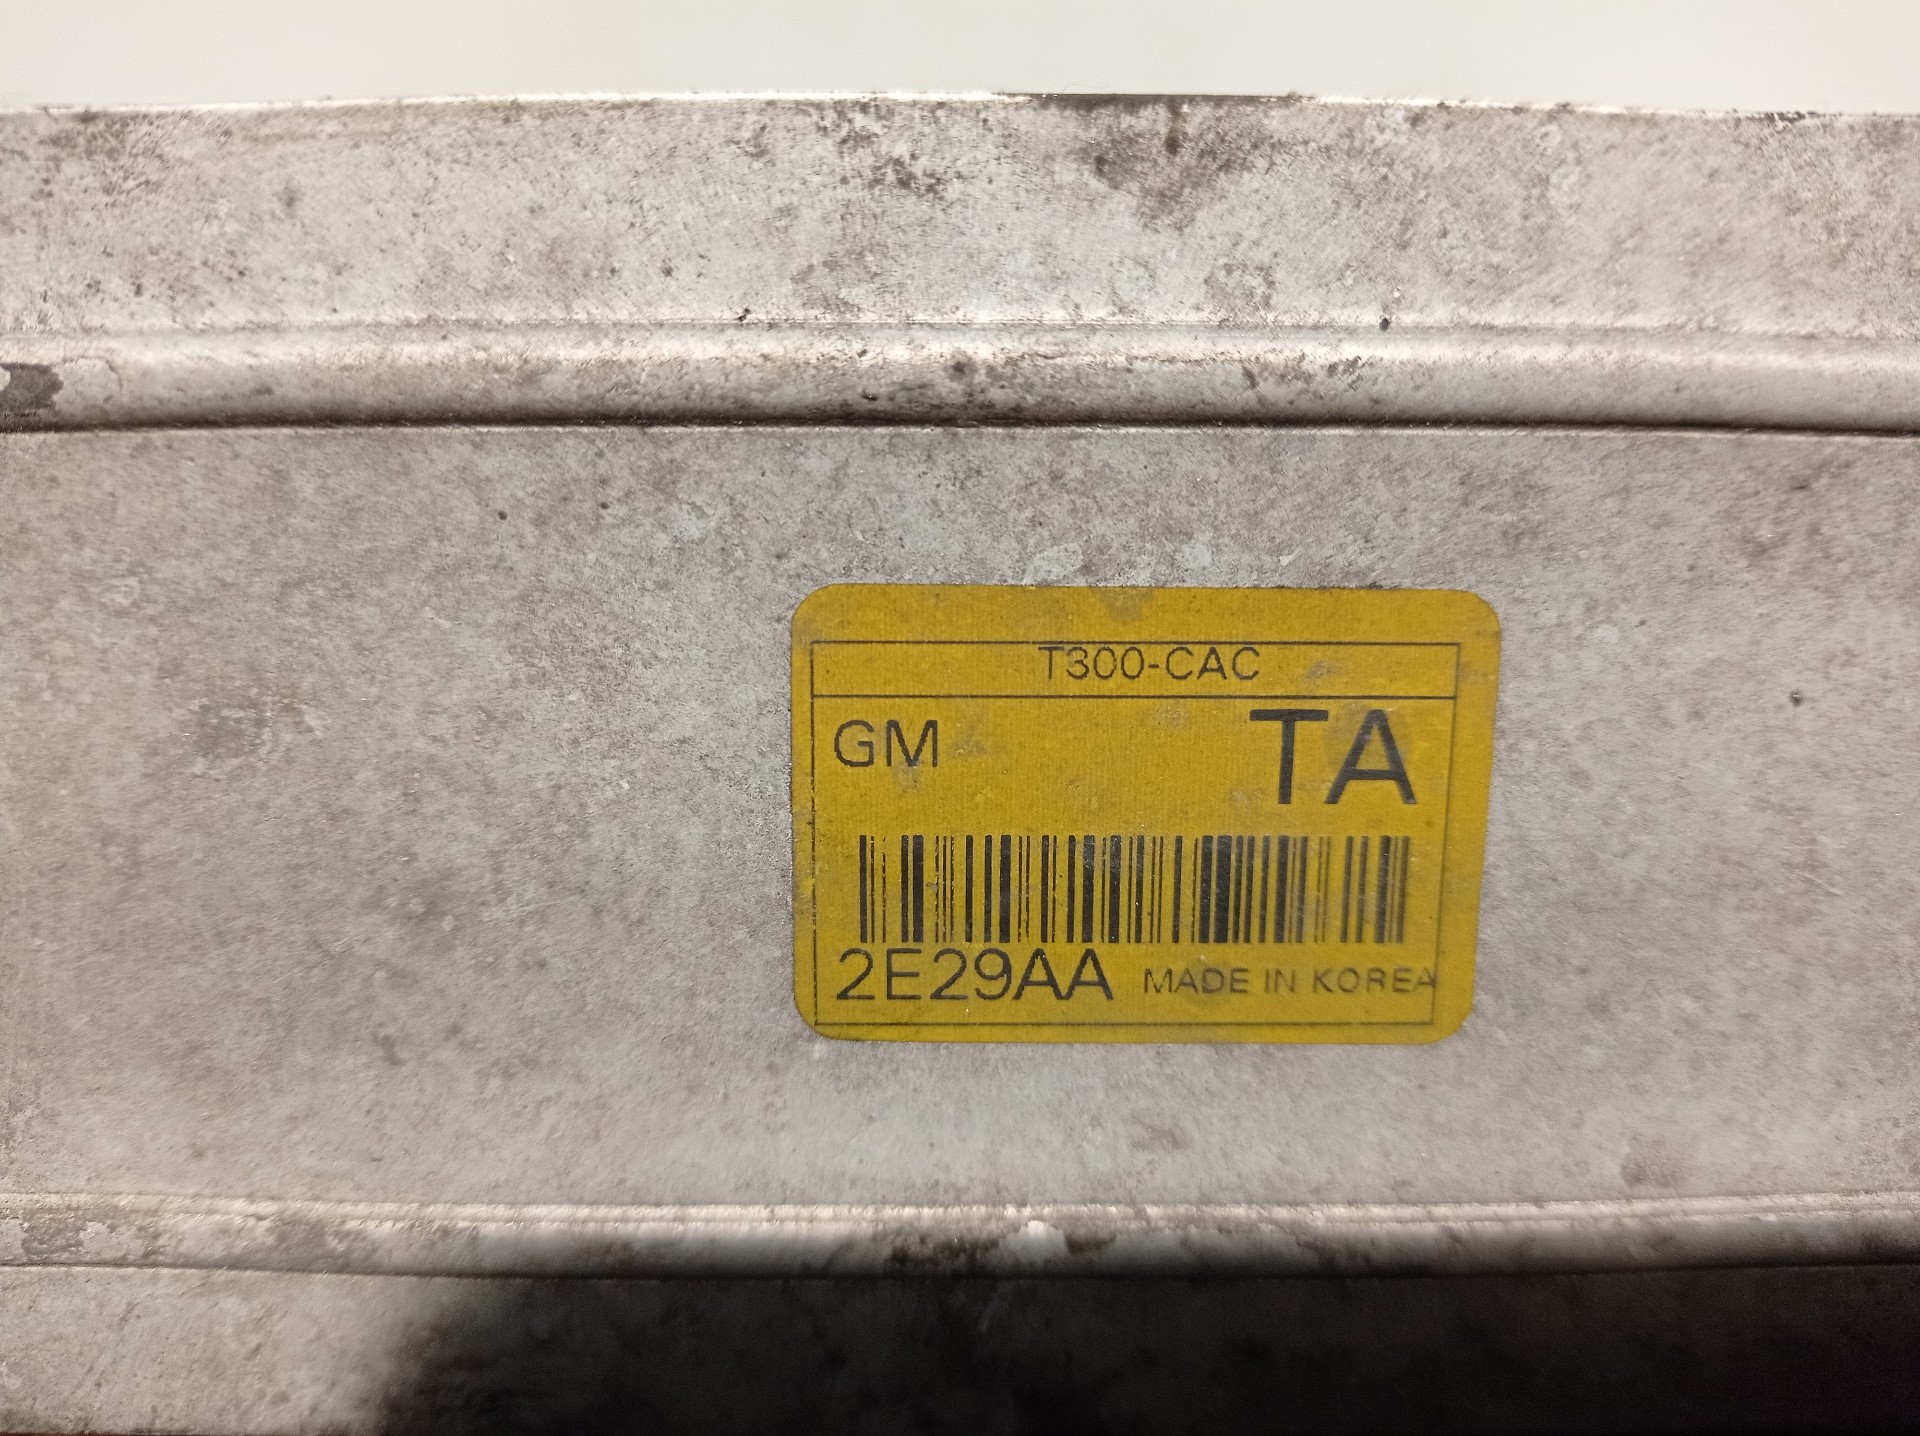 T300-CAC
GM TA
2E29AA MADE IN KOREA